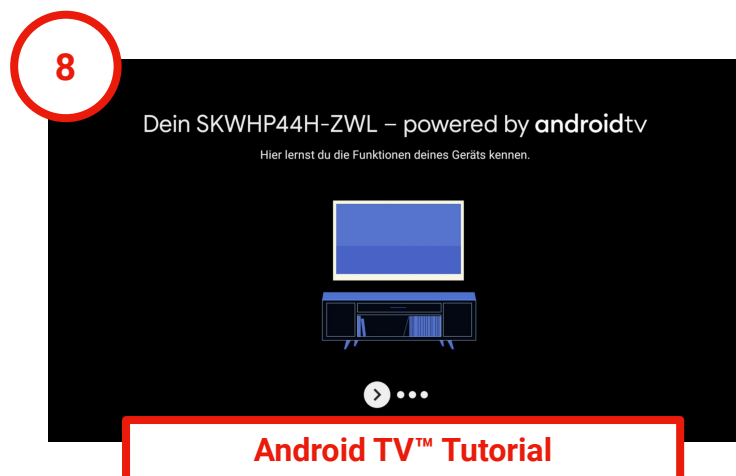 8
Dein SKWHP44H-ZWL – powered by androidtv
Hier lernst du die Funktionen deines Geräts kennen.
Android TV™ Tutorial